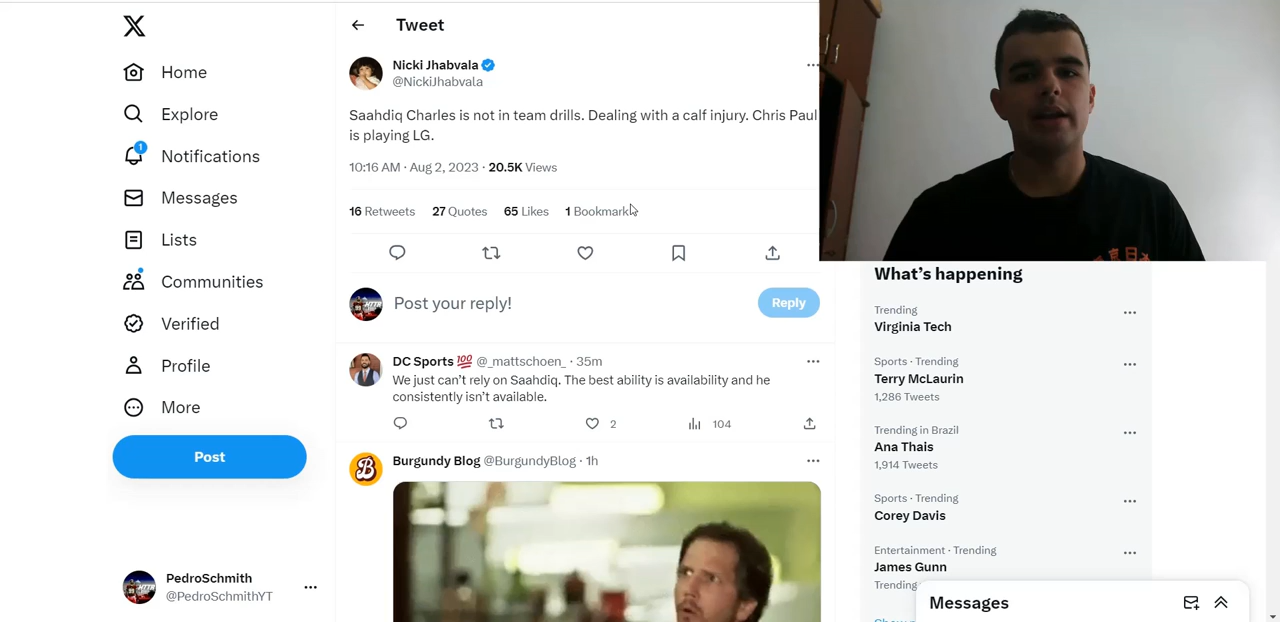 Tweet
Nicki Jhabvala
@NickiJhabvala
Saahdiq Charles is not in team drills. Dealing with a calf injury. Chris Paul
is playing LG.
10:16 AM · Aug 2, 2023 · 20.5K Views
16 Retweets 27 Quotes 65 Likes 1 Bookmark
Post your reply!
Reply
DC Sports 💯 @_mattschoen_ · 35m
We just can't rely on Saahdiq. The best ability is availability and he
consistently isn't available.
2 104
Burgundy Blog @BurgundyBlog · 1h
B
Home
Explore
1
Notifications
Messages
Lists
Communities
Verified
Profile
More
Post
PedroSchmith
@PedroSchmithYT
What's happening
Trending
Virginia Tech
Sports · Trending
Terry McLaurin
1,286 Tweets
Trending in Brazil
Ana Thais
1,914 Tweets
Sports · Trending
Corey Davis
Entertainment · Trending
James Gunn
Trending
Messages